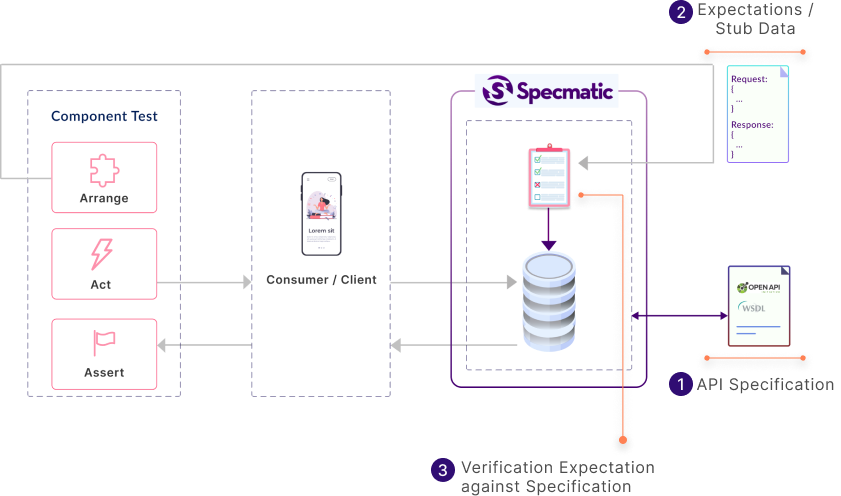 2 Expectations /
Stub Data
Specmatic
Request:
{
...
}
Response:
{
...
}
Component Test
Arrange
Act
Assert
Lorem sit
Consumer / Client
OPEN API
WSDL
1 API Specification
3 Verification Expectation
against Specification